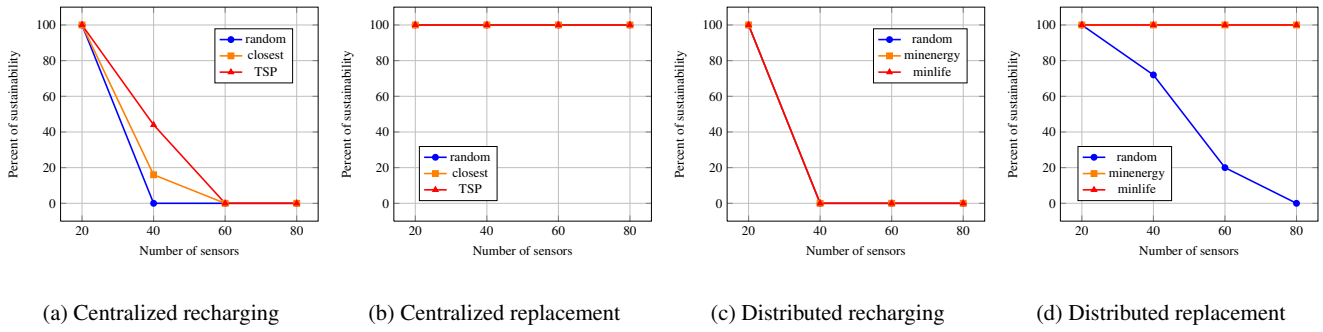 100
80
60
40
20
0
20
40
60
80
Percent of sustainability
Number of sensors
random
closest
TSP
(a) Centralized recharging
100
80
60
40
20
0
20
40
60
80
Percent of sustainability
Number of sensors
random
closest
TSP
(b) Centralized replacement
100
80
60
40
20
0
20
40
60
80
Percent of sustainability
Number of sensors
random
minenergy
minlife
(c) Distributed recharging
100
80
60
40
20
0
20
40
60
80
Percent of sustainability
Number of sensors
random
minenergy
minlife
(d) Distributed replacement